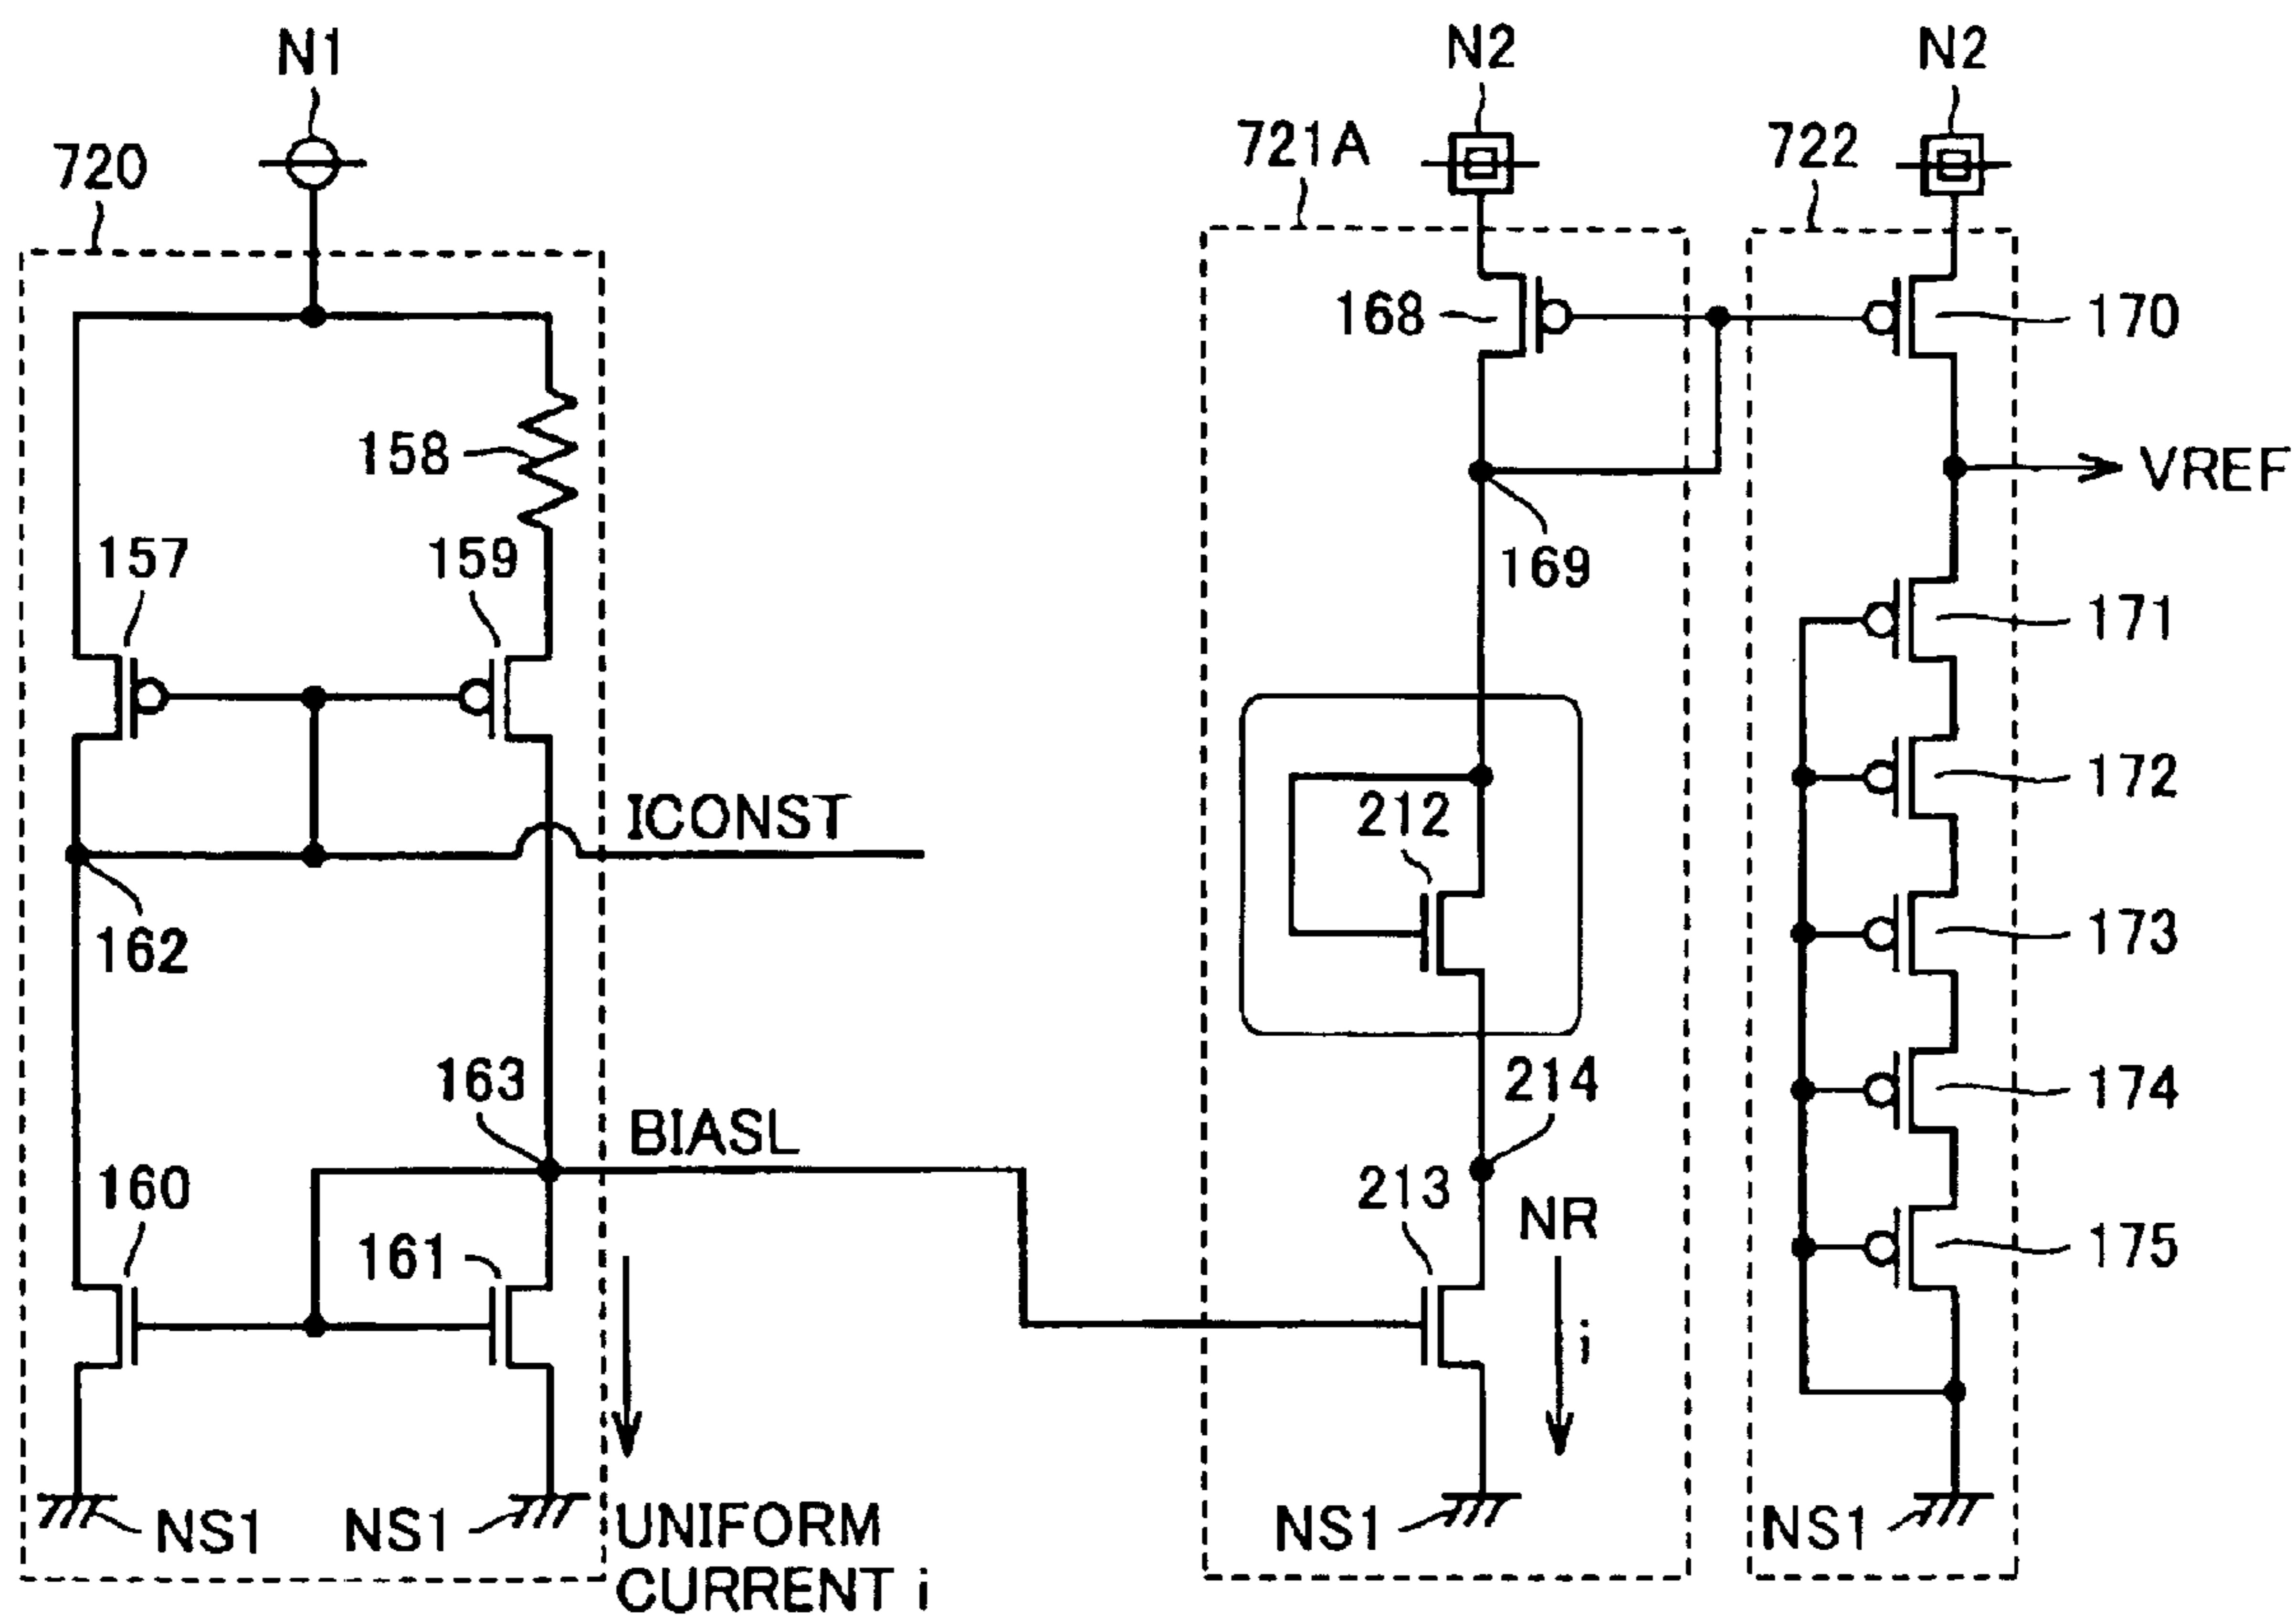 N1
N2
N2
720
721A
722
168
170
158
VREF
157
159
169
171
172
ICONST
212
173
162
163
214
174
BIASL
160
161
213
NR
175
i
NS1
NS1
UNIFORM
CURRENT i
NS1
NS1